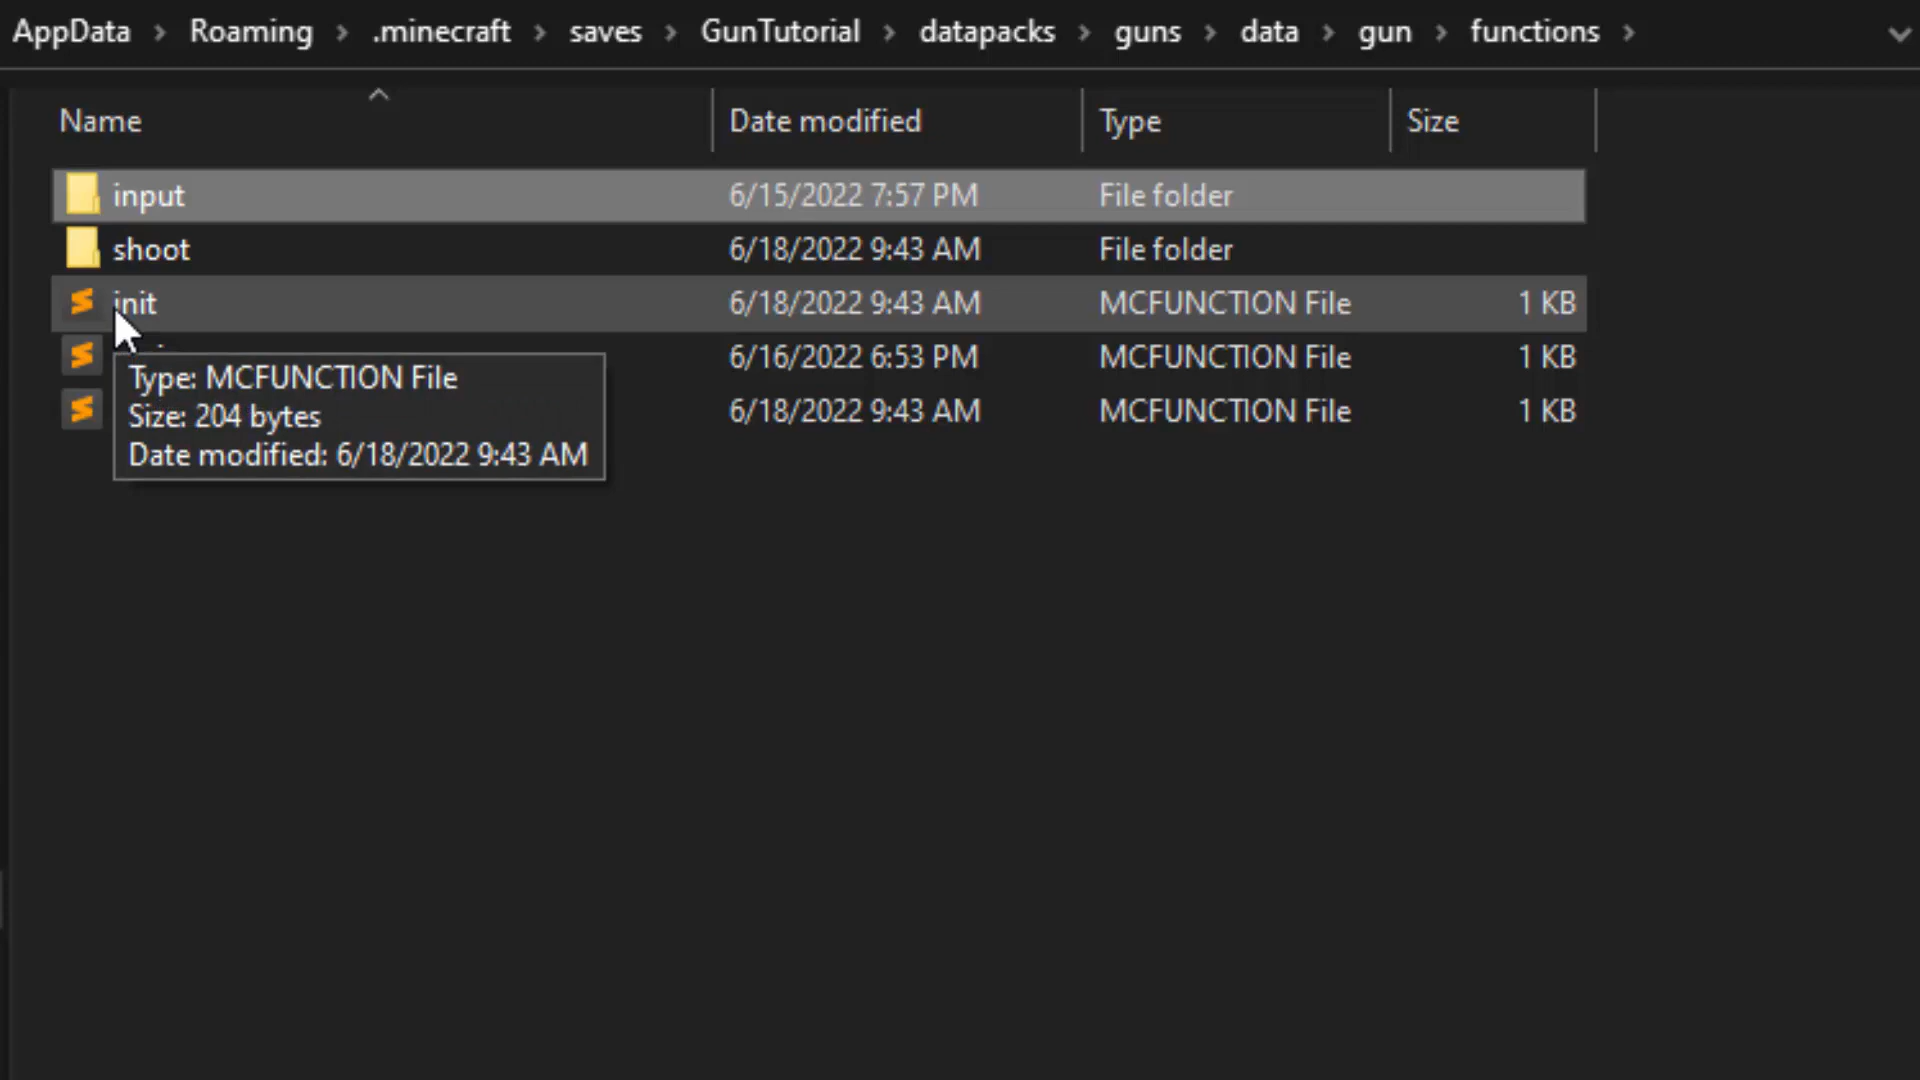 AppData > Roaming > .minecraft > saves > GunTutorial > datapacks > guns > data > gun > functions >
Name Date modified Type Size
input 6/15/2022 7:57 PM File folder
shoot 6/18/2022 9:43 AM File folder
init 6/18/2022 9:43 AM MCFUNCTION File 1 KB
6/16/2022 6:53 PM MCFUNCTION File 1 KB
6/18/2022 9:43 AM MCFUNCTION File 1 KB
Type: MCFUNCTION File
Size: 204 bytes
Date modified: 6/18/2022 9:43 AM